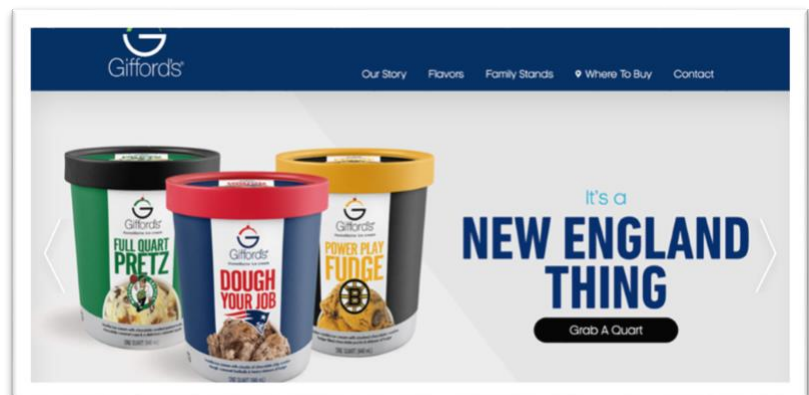 Gifford's
Our Story Flavors Family Stands Where To Buy Contact
Gifford's
FULL QUART
PRETZ
Gifford's
DOUGH
YOUR JOB
Gifford's
POWER PLAY
FUDGE
B
It's a
NEW ENGLAND
THING
Grab A Quart